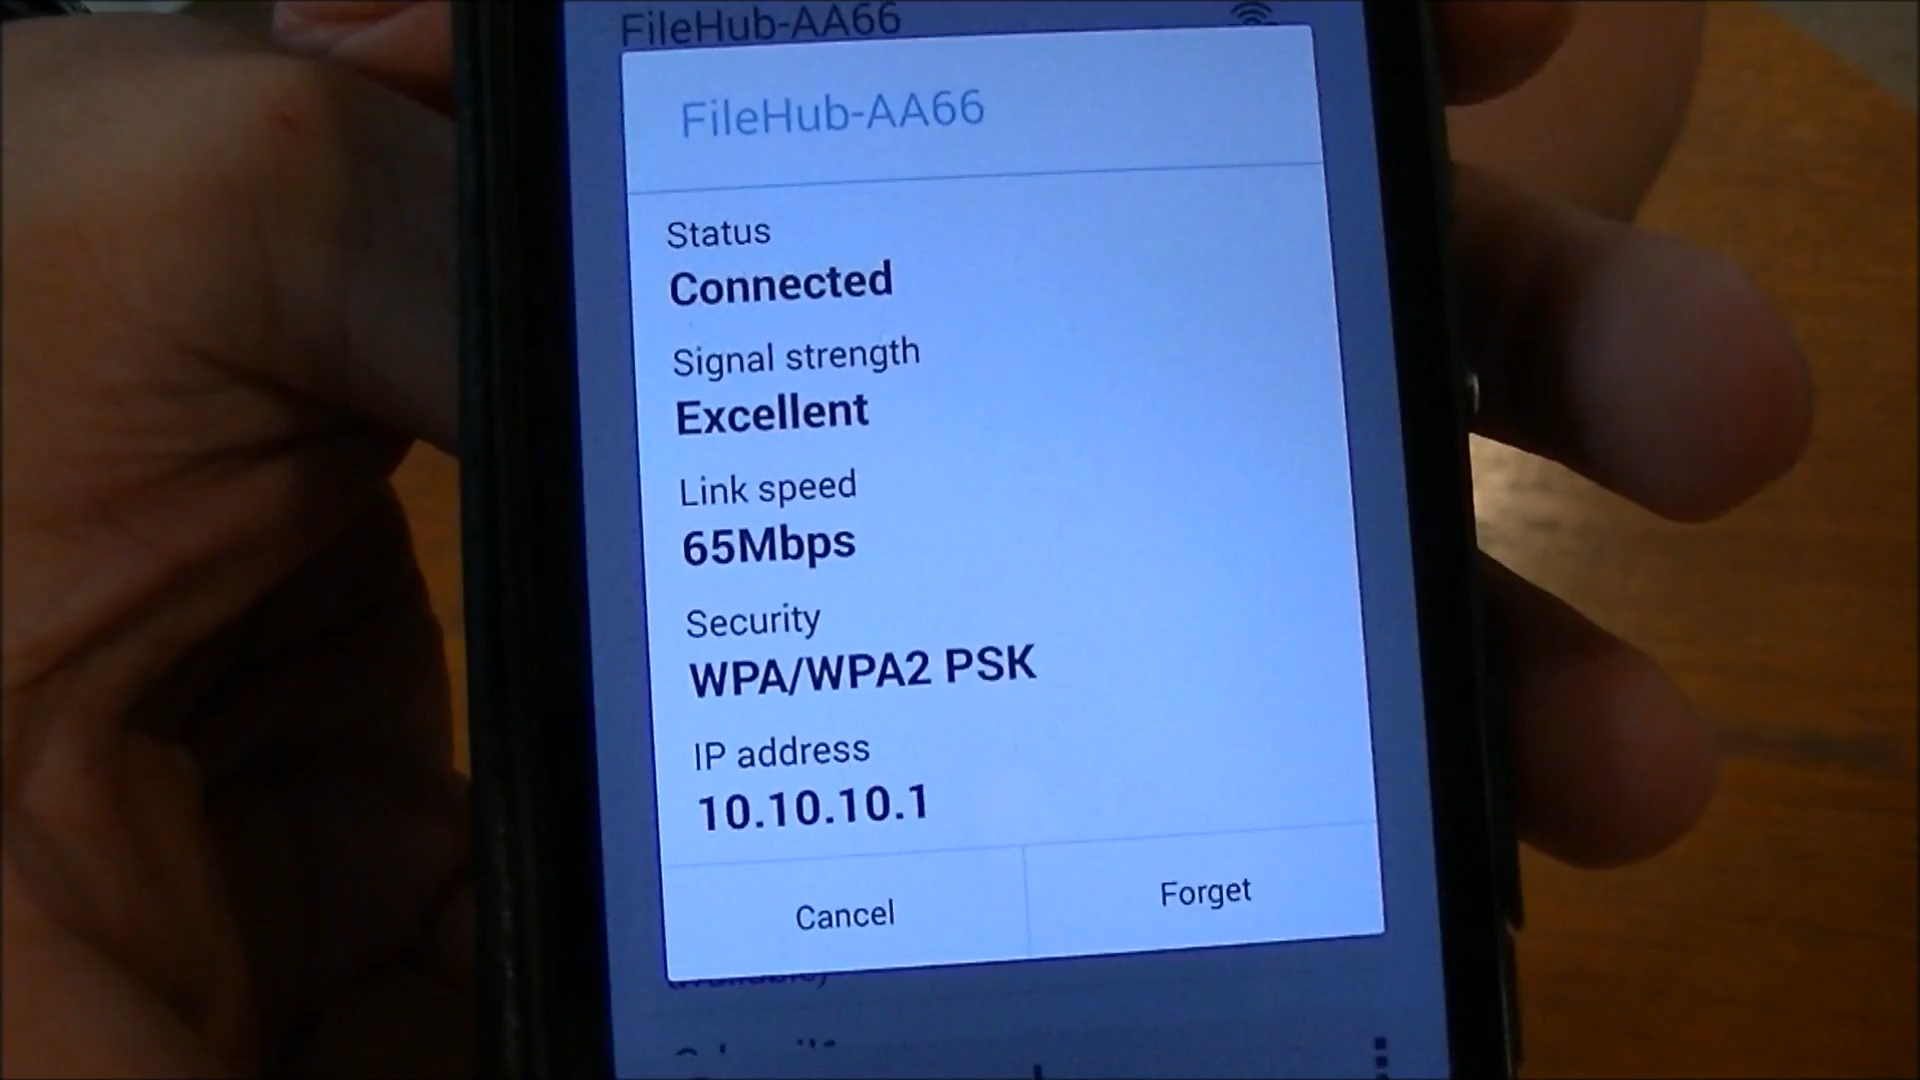 FileHub-AA66
FileHub-AA66
Status
Connected
Signal strength
Excellent
Link speed
65Mbps
Security
WPA/WPA2 PSK
IP address
10.10.10.1
Cancel
Forget